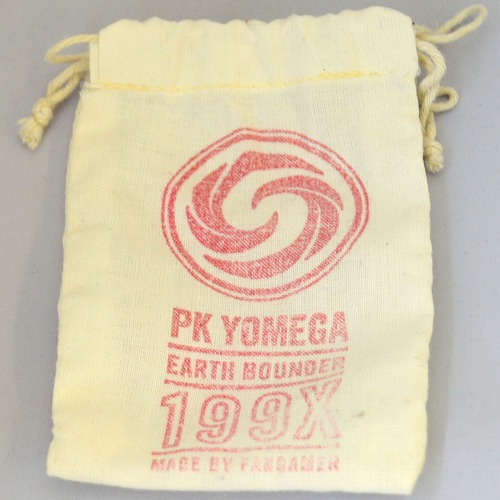 PK YOMEGA
EARTH BOUNDER
199X
MADE BY FANGAMER